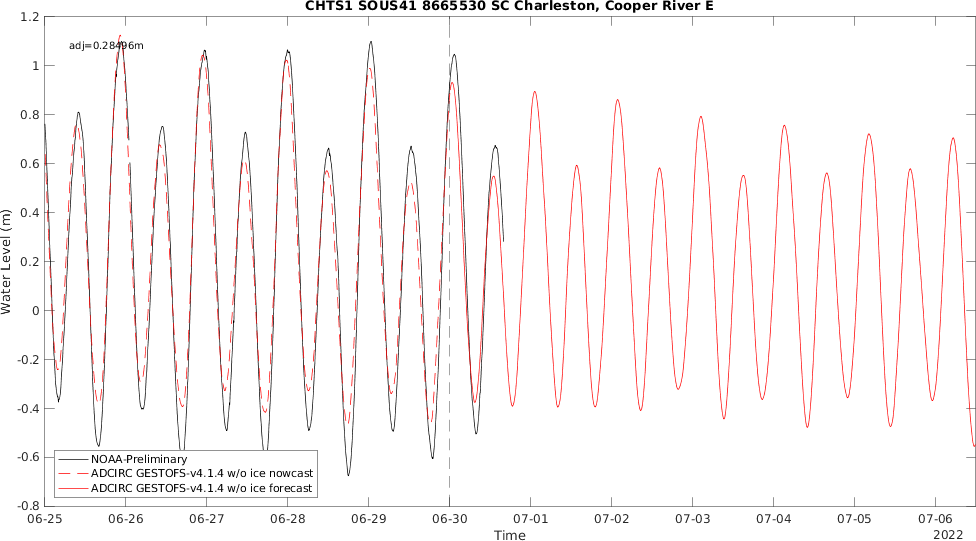 CHTS1 SOUS41 8665530 SC Charleston, Cooper River E
adj=0.28496m
1.2
1
0.8
0.6
0.4
0.2
0
-0.2
-0.4
-0.6
-0.8
Water Level (m)
NOAA-Preliminary
ADCIRC GESTOFS-v4.1.4 w/o ice nowcast
ADCIRC GESTOFS-v4.1.4 w/o ice forecast
06-25 06-26 06-27 06-28 06-29 06-30 07-01 07-02 07-03 07-04 07-05 07-06
Time
2022